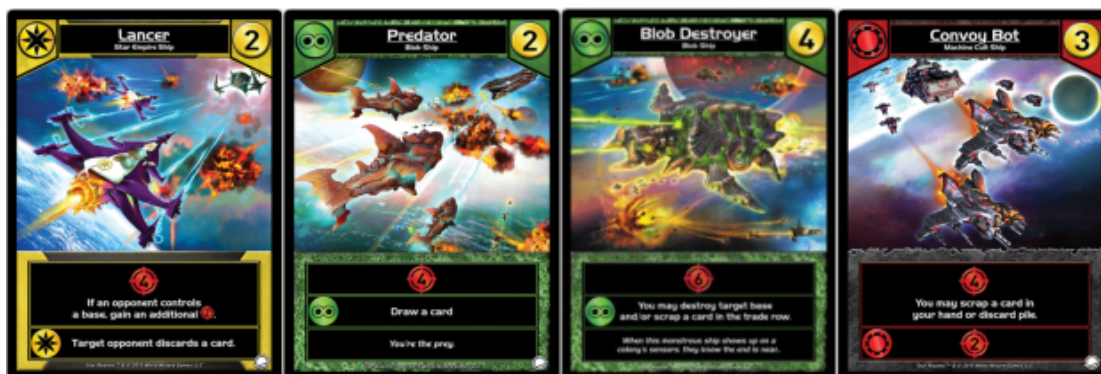 Lancer
Star Empire Ship
2
4
If an opponent controls
a base, gain an additional
Target opponent discards a card.
Predator
Blob Ship
2
4
Draw a card
You're the prey.
Blob Destroyer
Blob Ship
4
6
You may destroy target base
and/or scrap a card in the trade row.
When this monstrous ship shows up on a
colony's sensors, they know the end is near.
Convoy Bot
Machine Cult Ship
3
4
You may scrap a card in
your hand or discard pile.
2